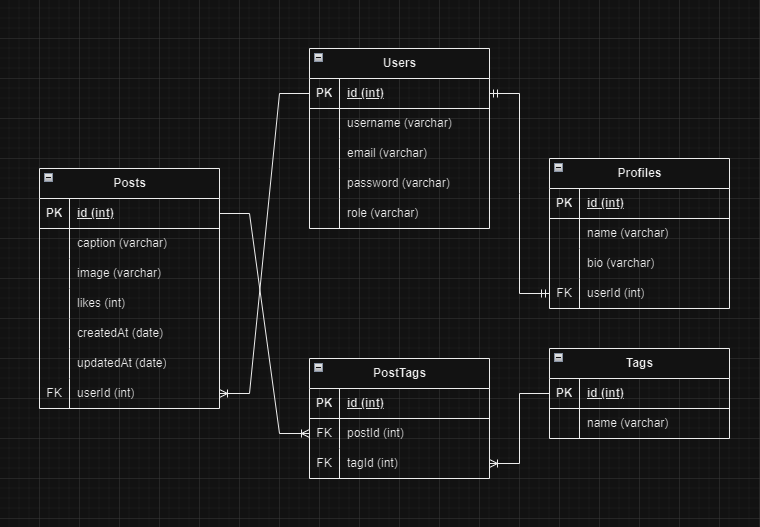 Users
PK id (int)
username (varchar)
email (varchar)
password (varchar)
role (varchar)
Posts
PK id (int)
caption (varchar)
image (varchar)
likes (int)
createdAt (date)
updatedAt (date)
FK userId (int)
Profiles
PK id (int)
name (varchar)
bio (varchar)
FK userId (int)
PostTags
PK id (int)
FK postId (int)
FK tagId (int)
Tags
PK id (int)
name (varchar)